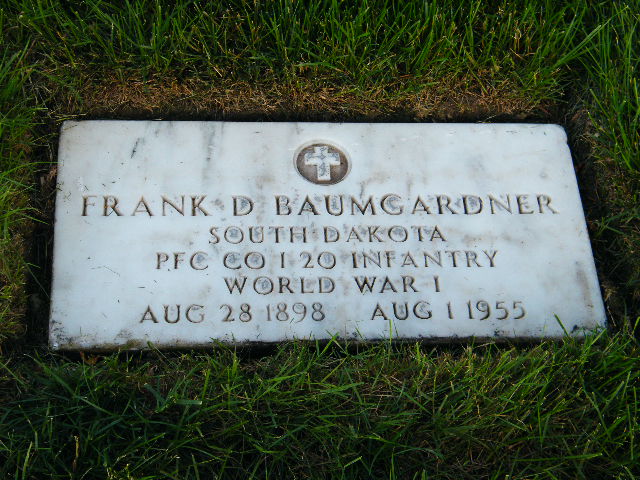 FRANK D BAUMGARDNER
SOUTH DAKOTA
PFC CO I 20 INFANTRY
WORLD WAR I
AUG 28 1898 AUG 1 1955